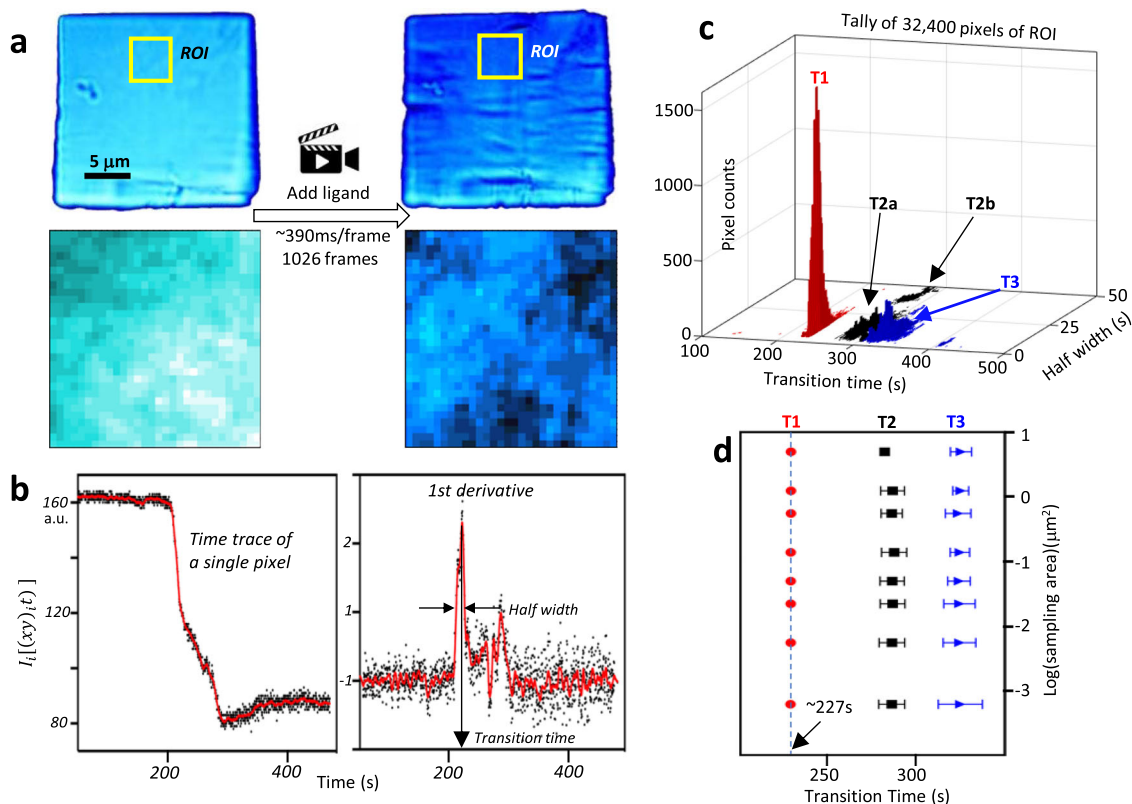 a
ROI
5 μm
Add ligand
~390ms/frame
1026 frames
ROI
b
160
a.u.
120
80
I_i[(xy)_i t]
Time trace of
a single pixel
200
400
Time (s)
1st derivative
2
1
-1
Half width
Transition time
200
400
c
Tally of 32,400 pixels of ROI
T1
T2a
T2b
T3
Pixel counts
1500
1000
500
0
100
200
300
400
500
Transition time (s)
0
25
50
Half width (s)
d
T1
T2
T3
1
0
-1
-2
-3
Log(sampling area)(μm²)
~227s
250
300
Transition Time (s)